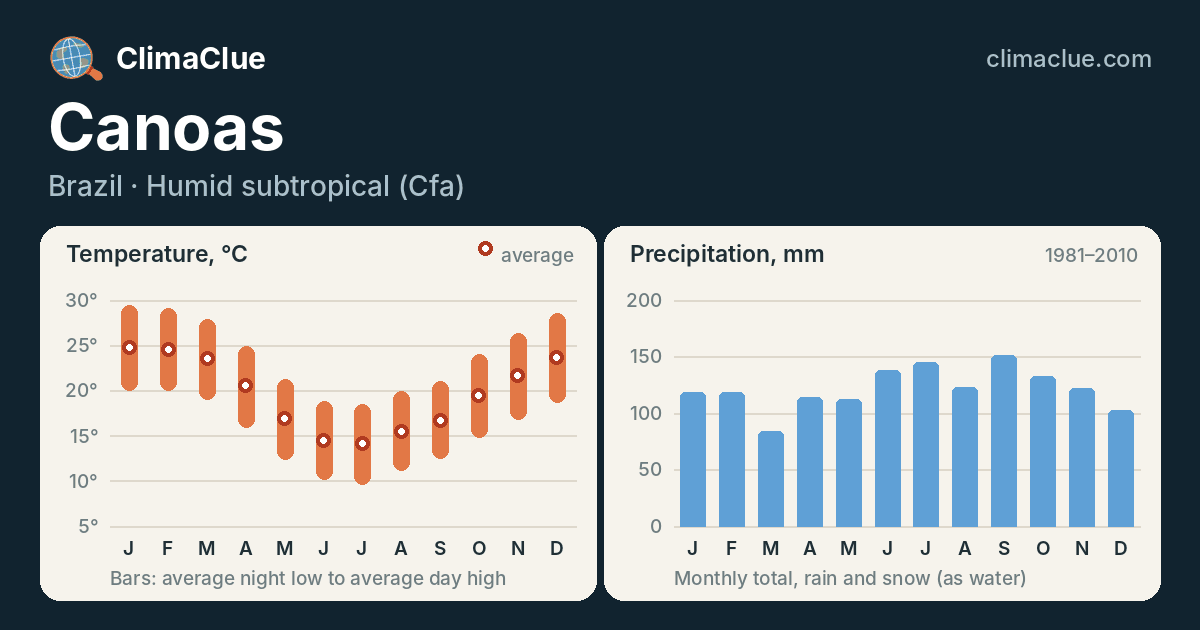 ClimaClue
climaclue.com
Canoas
Brazil · Humid subtropical (Cfa)
Temperature, °C
average
30°
25°
20°
15°
10°
5°
J F M A M J J A S O N D
Bars: average night low to average day high
Precipitation, mm
1981–2010
200
150
100
50
0
J F M A M J J A S O N D
Monthly total, rain and snow (as water)